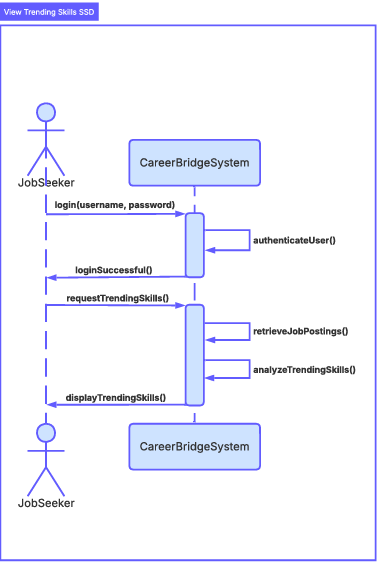 View Trending Skills SSD
JobSeeker
CareerBridgeSystem
login(username, password)
authenticateUser()
loginSuccessful()
requestTrendingSkills()
retrieveJobPostings()
analyzeTrendingSkills()
displayTrendingSkills()
CareerBridgeSystem
JobSeeker